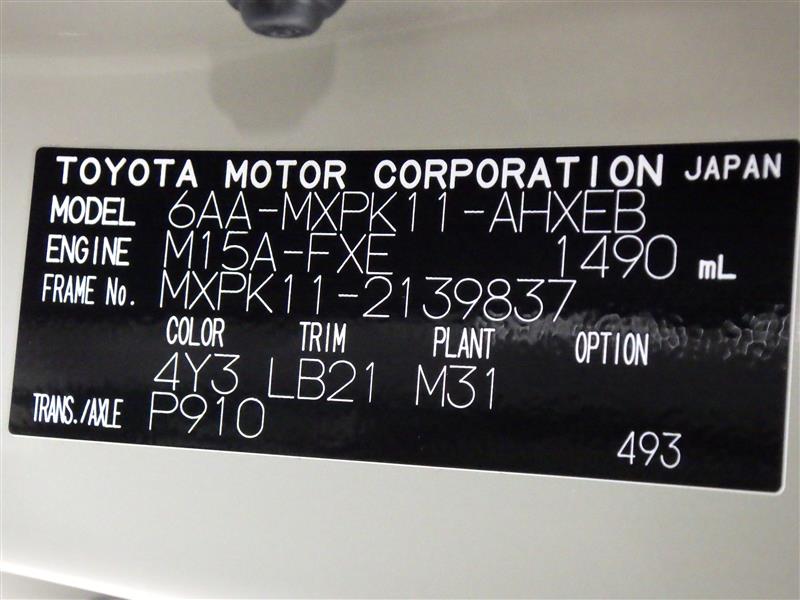 TOYOTA MOTOR CORPORATION JAPAN
MODEL 6AA-MXPK11-AHXEB
ENGINE M15A-FXE 1490 mL
FRAME No. MXPK11-2139837
COLOR TRIM PLANT OPTION
4Y3 LB21 M31
TRANS./AXLE P910
493